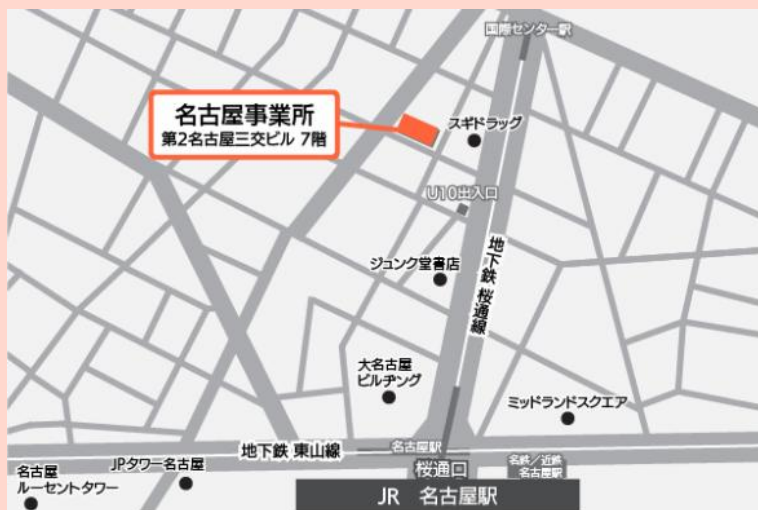 国際センター駅
名古屋事業所
第2名古屋三交ビル 7階
スギドラッグ
U10出入口
ジュンク堂書店
地下鉄 桜通線
大名古屋
ビルヂング
ミッドランドスクエア
地下鉄 東山線
名古屋駅
JPタワー名古屋
桜通口
名鉄/近鉄
名古屋駅
名古屋
ルーセントタワー
JR 名古屋駅